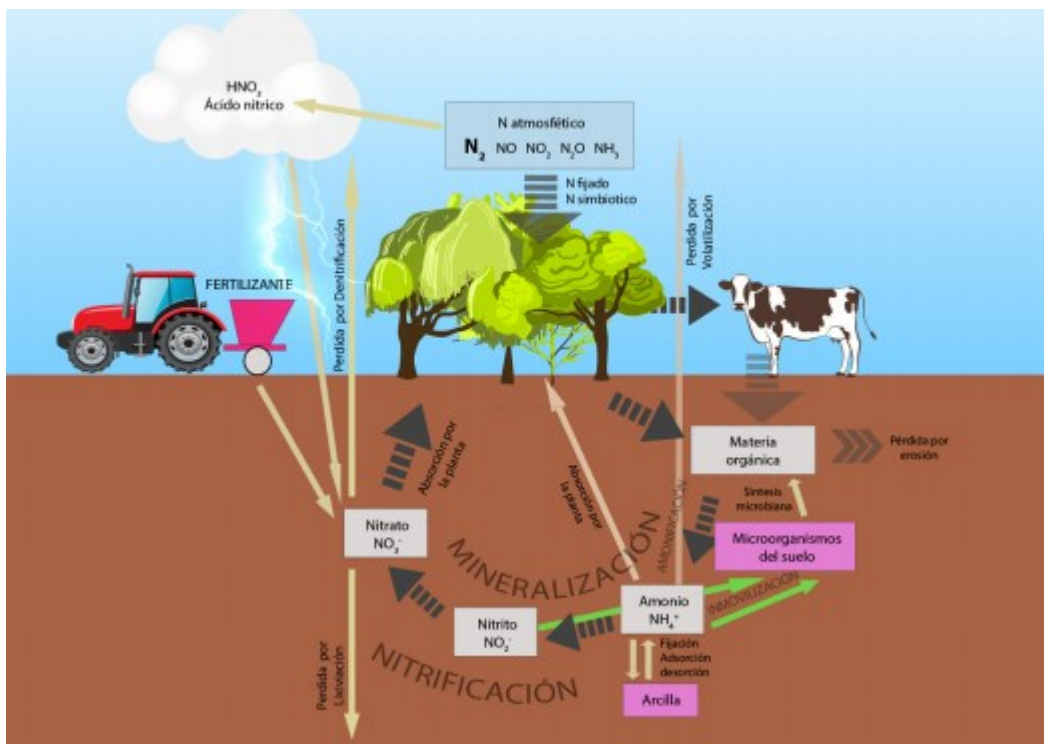 HNO₃
Ácido nítrico
N atmosfético
N₂ NO NO₂ N₂O NH₃
N fijado
N simbiotico
Perdida por Denitrificación
Perdida por
Volatilización
FERTILIZANTE
Absorción por
la planta
Absorción por
la planta
Materia
orgánica
Pérdida por
erosión
AMONIFICACIÓN
Síntesis
microbiana
Nitrato
NO₂⁻
MINERALIZACIÓN
Microorganismos
del suelo
INMOVILIZACIÓN
Amonio
NH₄⁺
Nitrito
NO₂⁻
NITRIFICACIÓN
Fijación
Adsorción
desorción
Arcilla
Perdida por
Lixiviación